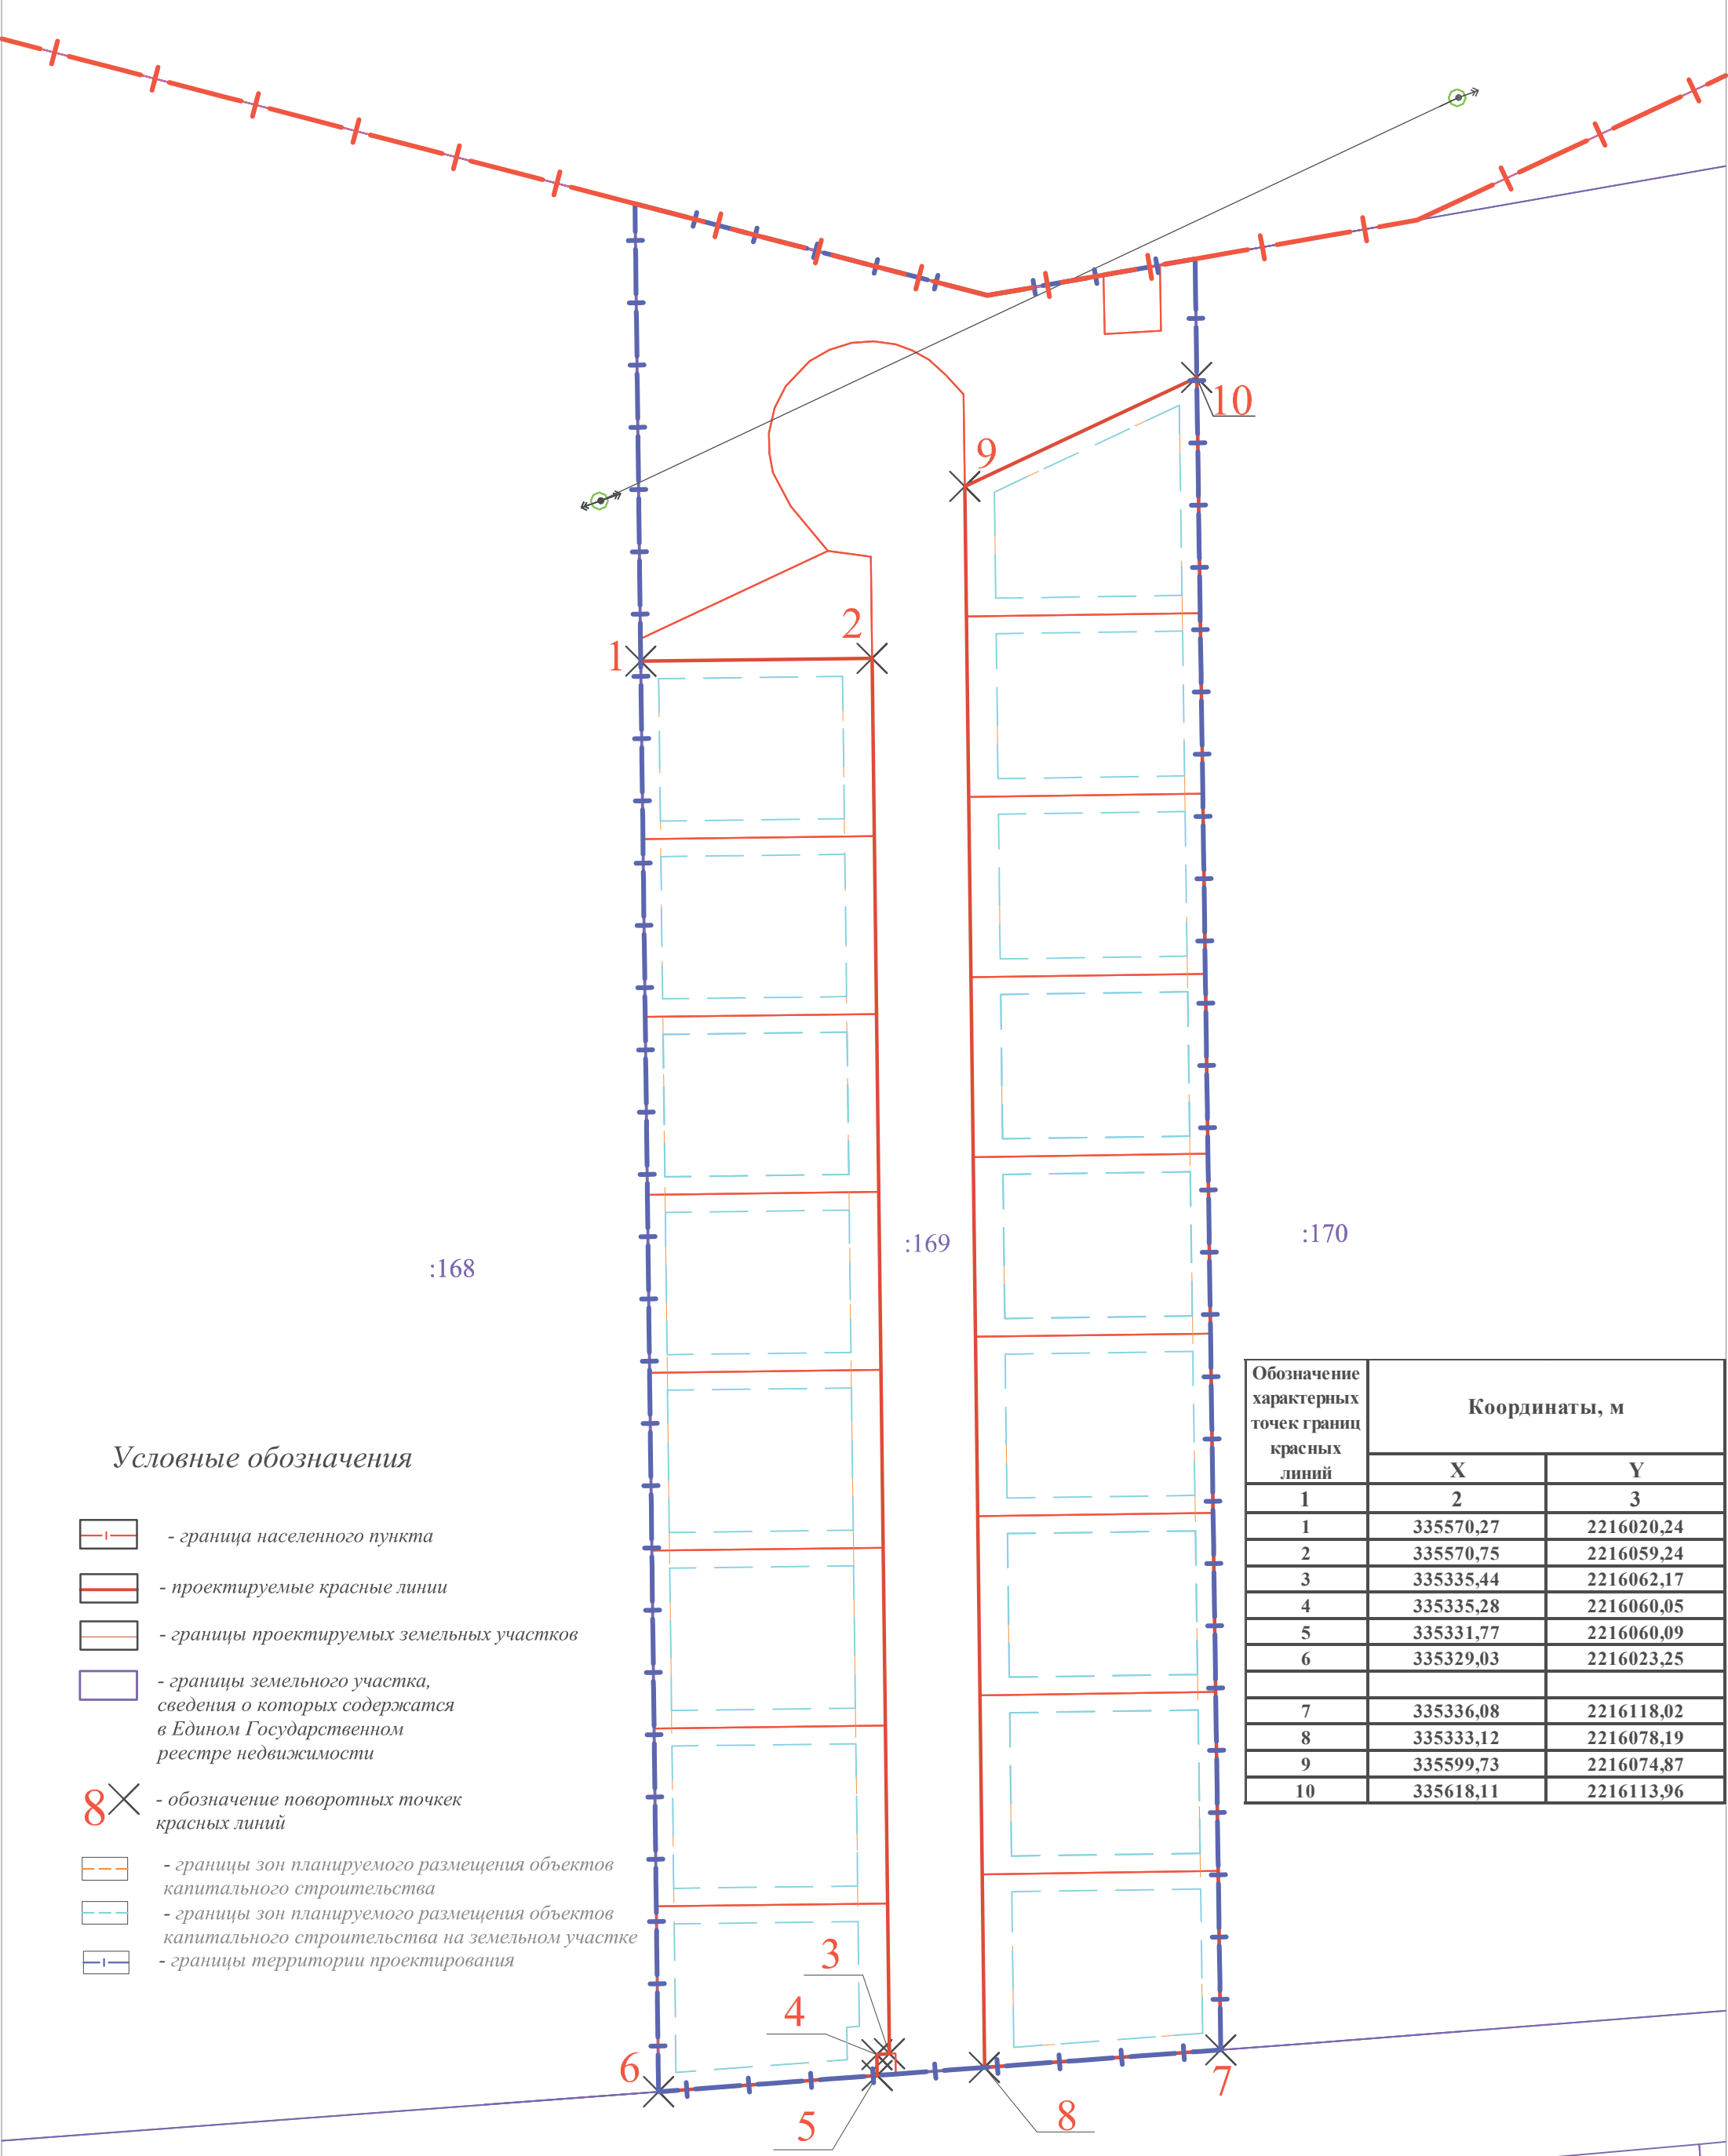 10
9
2
1
:169
:170
:168
Условные обозначения
- граница населенного пункта
- проектируемые красные линии
- границы проектируемых земельных участков
- границы земельного участка,
сведения о которых содержатся
в Едином Государственном
реестре недвижимости
8
- обозначение поворотных точкек
красных линий
- границы зон планируемого размещения объектов
капитального строительства
- границы зон планируемого размещения объектов
капитального строительства на земельном участке
- границы территории проектирования
Обозначение
характерных
точек границ
красных
линий
Координаты, м
X Y
1 2 3
1 335570,27 2216020,24
2 335570,75 2216059,24
3 335335,44 2216062,17
4 335335,28 2216060,05
5 335331,77 2216060,09
6 335329,03 2216023,25
7 335336,08 2216118,02
8 335333,12 2216078,19
9 335599,73 2216074,87
10 335618,11 2216113,96
3
4
6
7
5
8